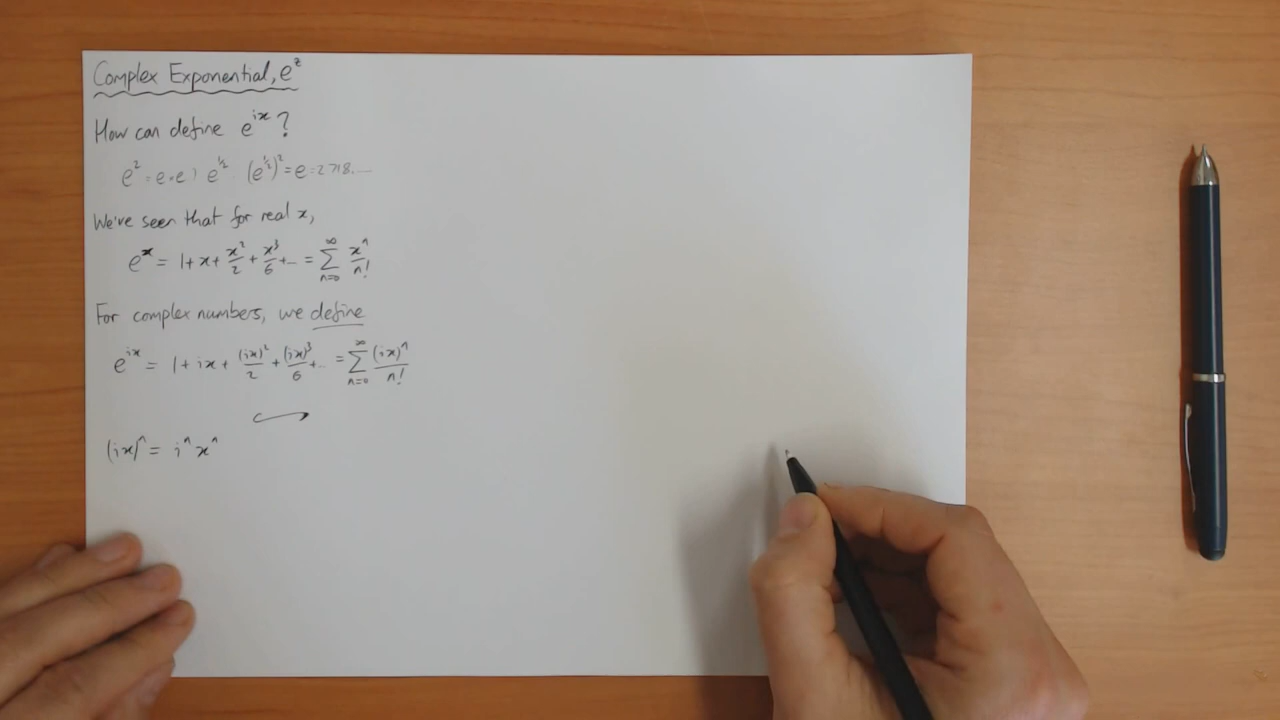 Complex Exponential, e^z
How can define e^{ix} ?
e^2 = e·e, e^{1/2} (e^{1/2})^2 = e = 2.718....
We've seen that for real x,
e^x = 1 + x + x^2/2 + x^3/6 + ... = ∑_{n=0}^{∞} x^n/n!
For complex numbers, we define
e^{ix} = 1 + ix + (ix)^2/2 + (ix)^3/6 + ... = ∑_{n=0}^{∞} (ix)^n/n!
(ix)^n = i^n x^n